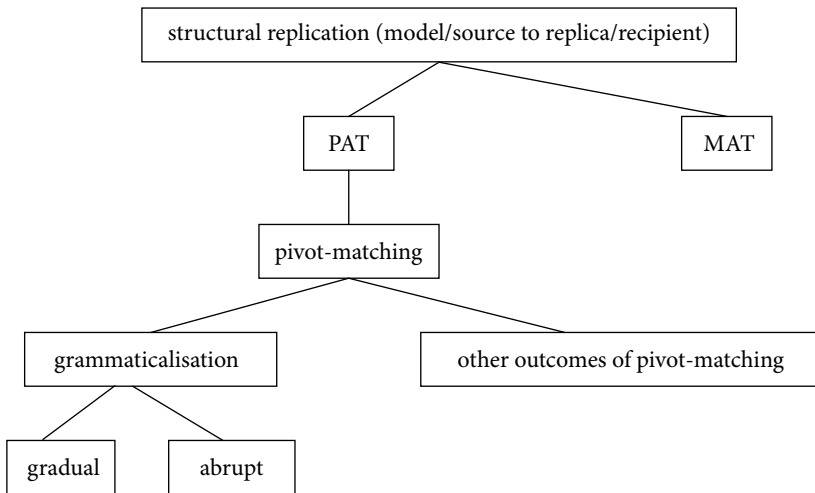 structural replication (model/source to replica/recipient)
PAT
MAT
pivot-matching
grammaticalisation
other outcomes of pivot-matching
gradual
abrupt